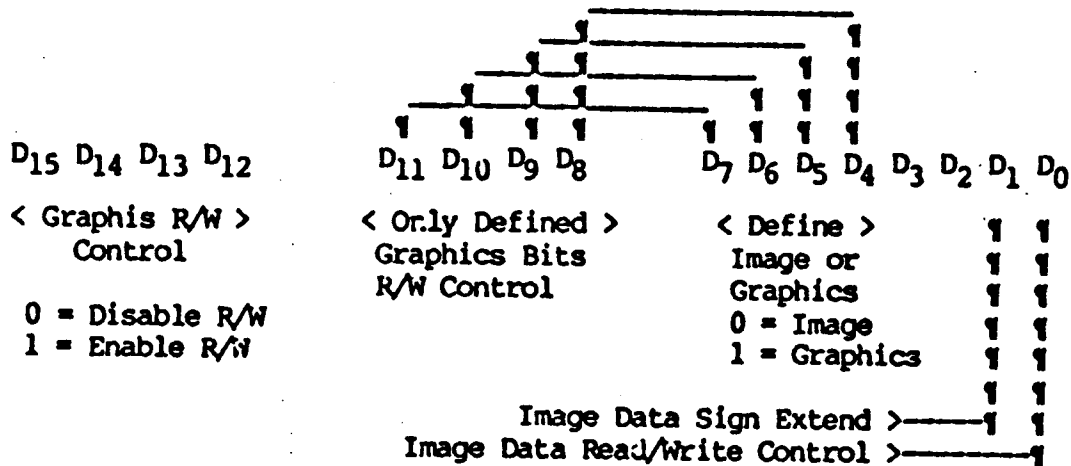 D15 D14 D13 D12 D11 D10 D9 D8 D7 D6 D5 D4 D3 D2 D1 D0
< Graphis R/W > < Only Defined > < Define >
Control Graphics Bits Image or
R/W Control Graphics
0 = Disable R/W 0 = Image
1 = Enable R/W 1 = Graphics
Image Data Sign Extend >
Image Data Read/Write Control >